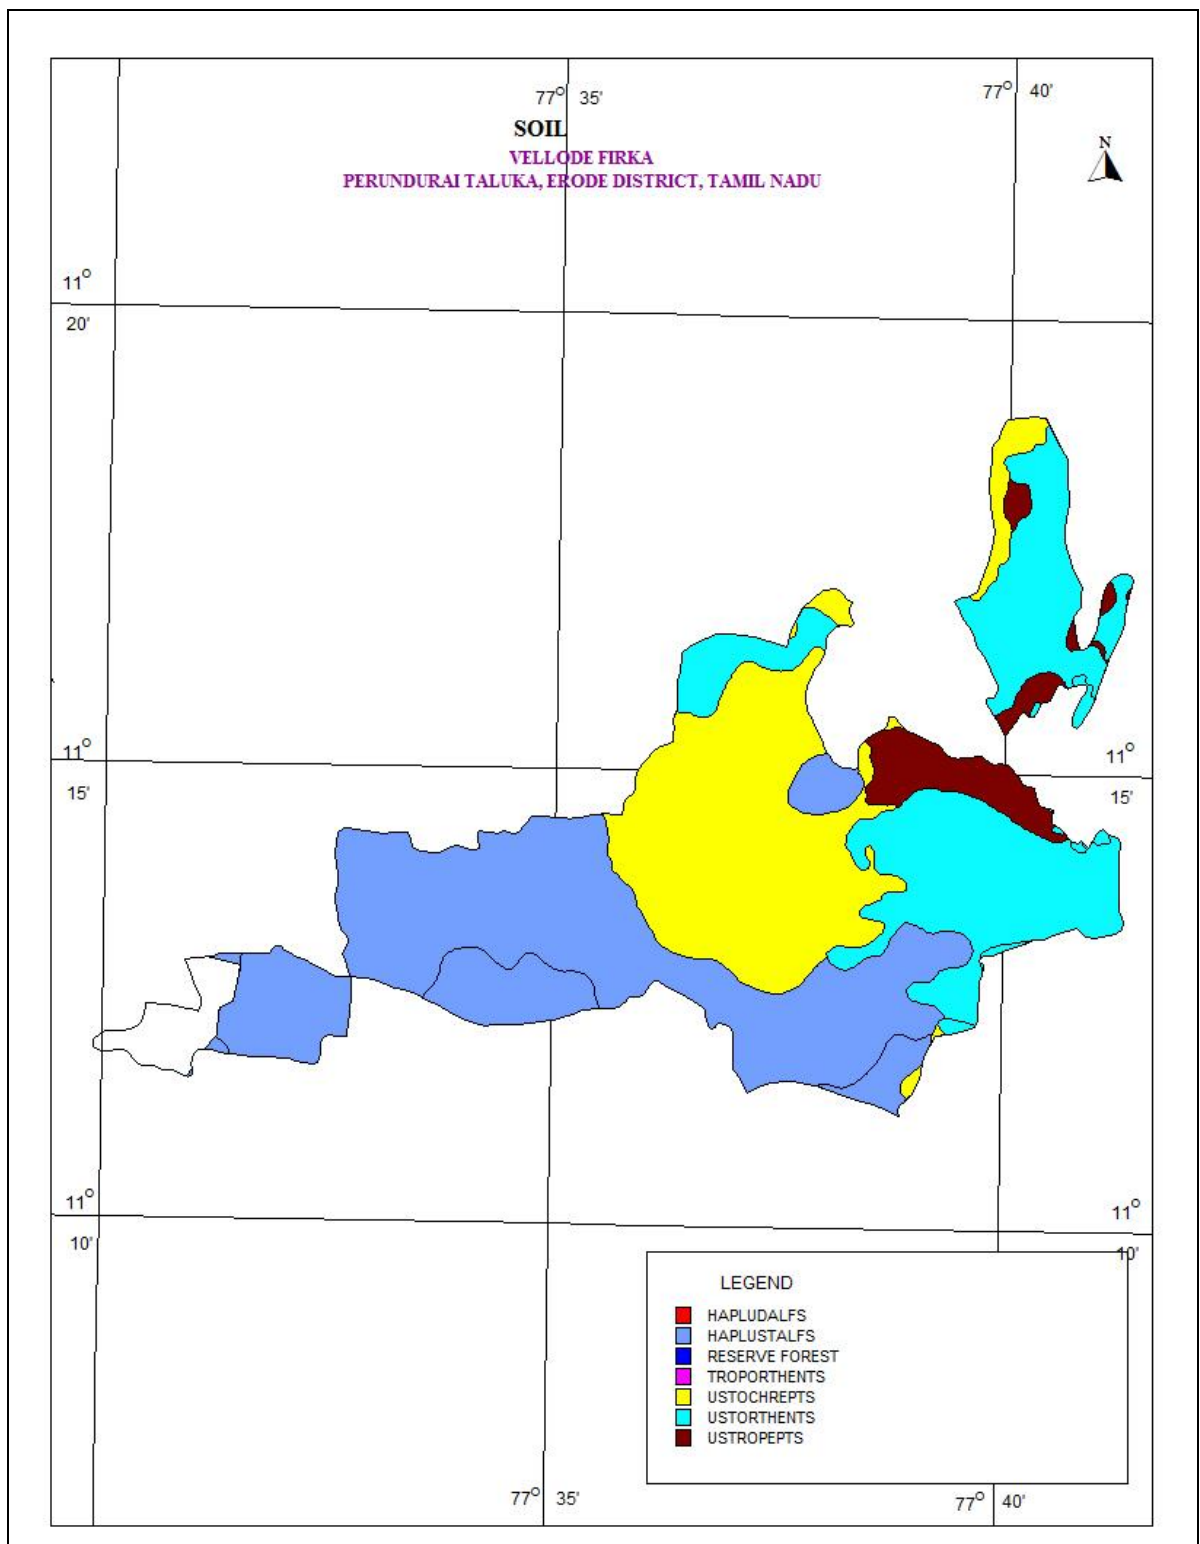 77° 35'
77° 40'
SOIL
VELLODE FIRKA
PERUNDURAI TALUKA, ERODE DISTRICT, TAMIL NADU
N
11°
20'
11°
15'
11°
15'
11°
10'
11°
10'
LEGEND
HAPLUDALFS
HAPLUSTALFS
RESERVE FOREST
TROPORTHENTS
USTOCHREPTS
USTORTHENTS
USTROPEPTS
77° 35'
77° 40'